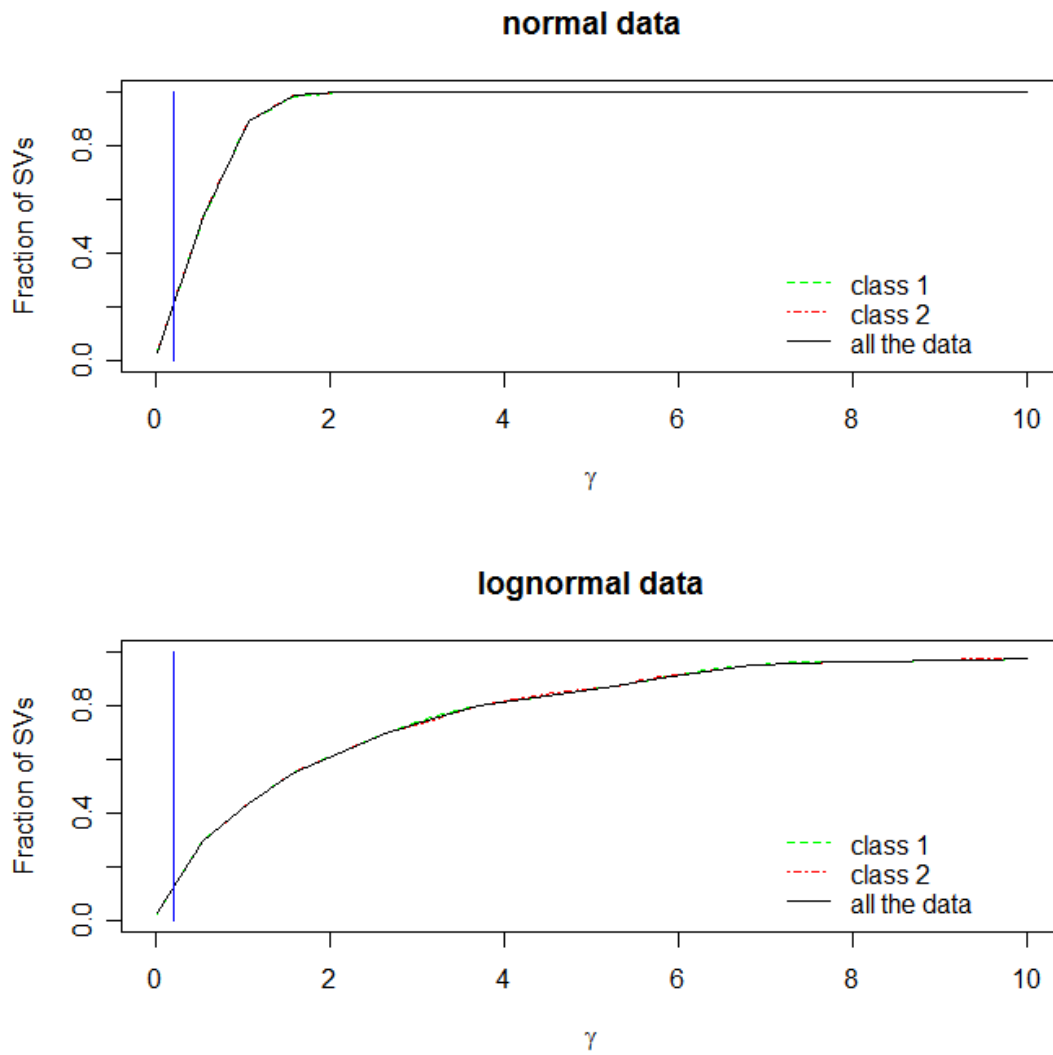 normal data
Fraction of SVs
0.8
0.4
0.0
class 1
class 2
all the data
0 2 4 6 8 10
γ
lognormal data
Fraction of SVs
0.8
0.4
0.0
class 1
class 2
all the data
0 2 4 6 8 10
γ